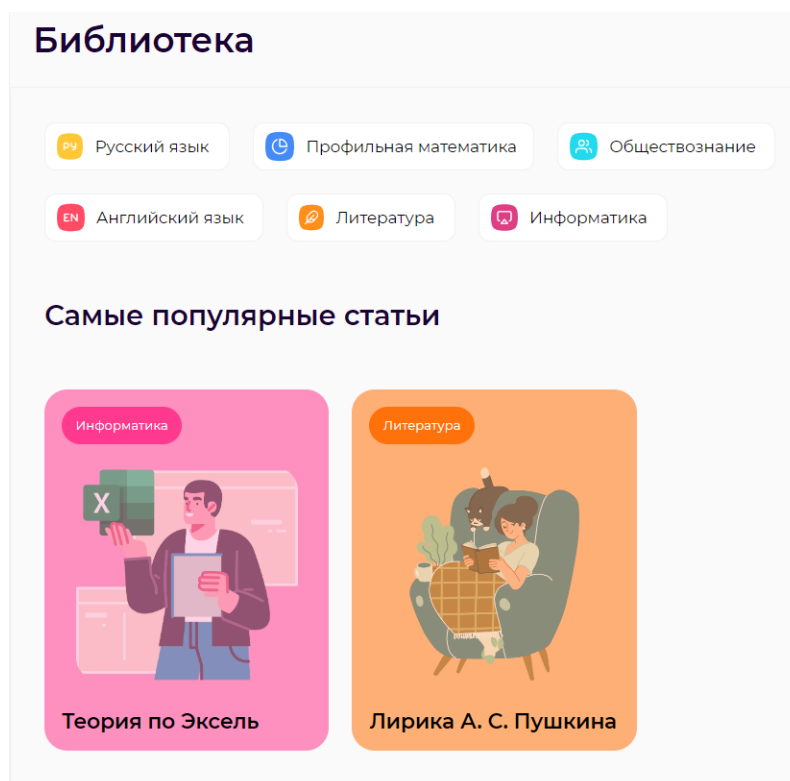 Библиотека
РУ Русский язык Профильная математика Обществознание
EN Английский язык Литература Информатика
Самые популярные статьи
Информатика Литература
X
Теория по Эксель Лирика А. С. Пушкина